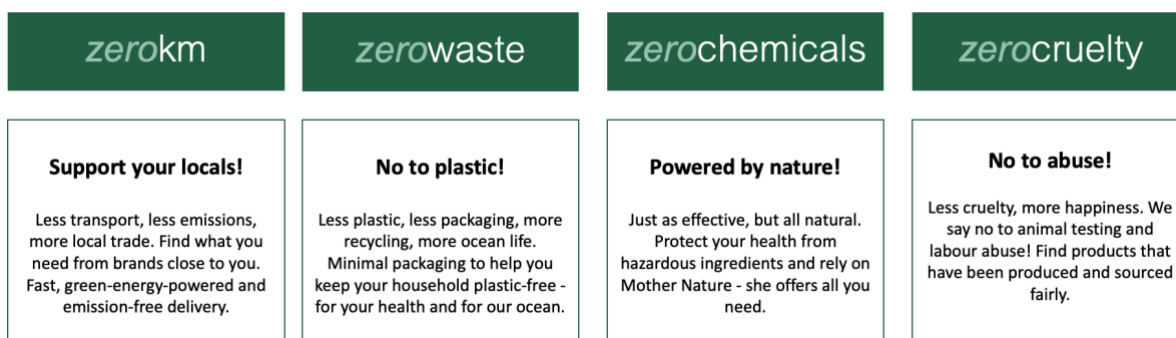 zerokm
zerowaste
zerochemicals
zerocruelty
Support your locals!
Less transport, less emissions,
more local trade. Find what you
need from brands close to you.
Fast, green-energy-powered and
emission-free delivery.
No to plastic!
Less plastic, less packaging, more
recycling, more ocean life.
Minimal packaging to help you
keep your household plastic-free -
for your health and for our ocean.
Powered by nature!
Just as effective, but all natural.
Protect your health from
hazardous ingredients and rely on
Mother Nature - she offers all you
need.
No to abuse!
Less cruelty, more happiness. We
say no to animal testing and
labour abuse! Find products that
have been produced and sourced
fairly.